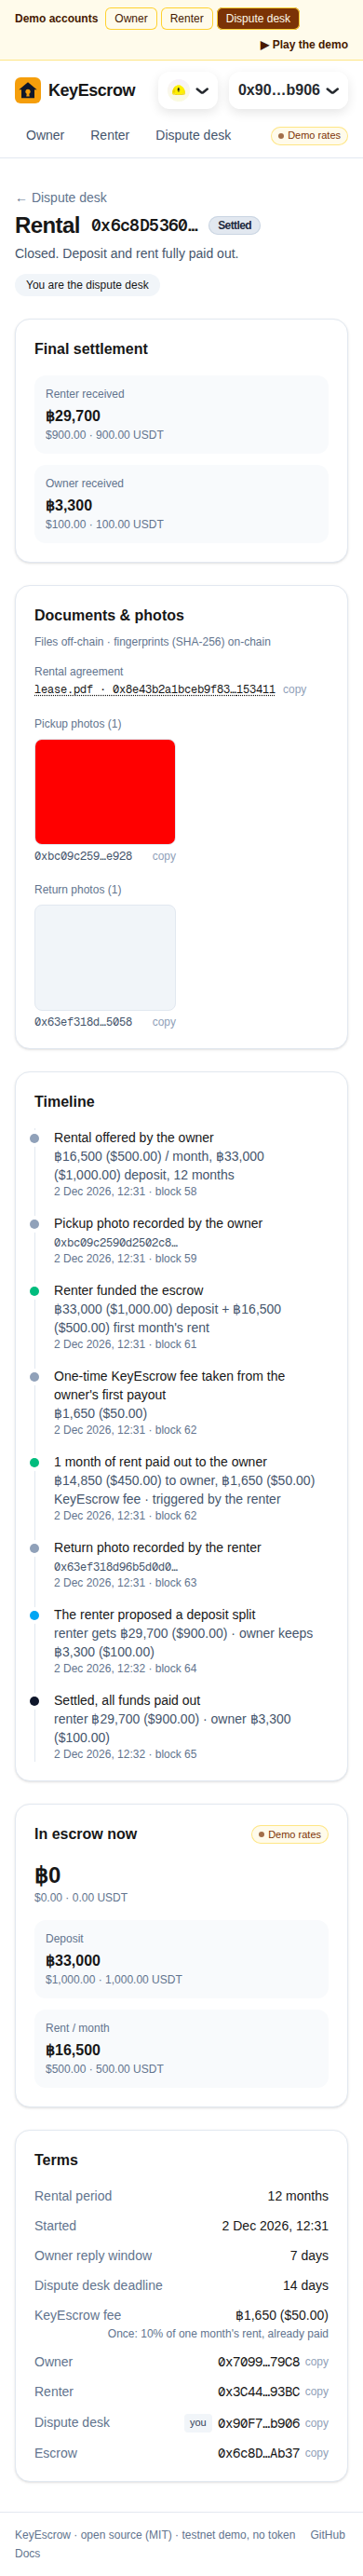 Demo accounts Owner Renter Dispute desk
▶ Play the demo
KeyEscrow 0x90…b906
Owner Renter Dispute desk Demo rates
← Dispute desk
Rental 0x6c8D5360… Settled
Closed. Deposit and rent fully paid out.
You are the dispute desk
Final settlement
Renter received
฿29,700
$900.00 · 900.00 USDT
Owner received
฿3,300
$100.00 · 100.00 USDT
Documents & photos
Files off-chain · fingerprints (SHA-256) on-chain
Rental agreement
lease.pdf · 0x8e43b2a1bceb9f83…153411 copy
Pickup photos (1)
0xbc09c259…e928 copy
Return photos (1)
0x63ef318d…5058 copy
Timeline
Rental offered by the owner
฿16,500 ($500.00) / month, ฿33,000
($1,000.00) deposit, 12 months
2 Dec 2026, 12:31 · block 58
Pickup photo recorded by the owner
0xbc09c2590d2502c8…
2 Dec 2026, 12:31 · block 59
Renter funded the escrow
฿33,000 ($1,000.00) deposit + ฿16,500
($500.00) first month's rent
2 Dec 2026, 12:31 · block 61
One-time KeyEscrow fee taken from the
owner's first payout
฿1,650 ($50.00)
2 Dec 2026, 12:31 · block 62
1 month of rent paid out to the owner
฿14,850 ($450.00) to owner, ฿1,650 ($50.00)
KeyEscrow fee · triggered by the renter
2 Dec 2026, 12:31 · block 62
Return photo recorded by the renter
0x63ef318d96b5d0d0…
2 Dec 2026, 12:31 · block 63
The renter proposed a deposit split
renter gets ฿29,700 ($900.00) · owner keeps
฿3,300 ($100.00)
2 Dec 2026, 12:32 · block 64
Settled, all funds paid out
renter ฿29,700 ($900.00) · owner ฿3,300
($100.00)
2 Dec 2026, 12:32 · block 65
In escrow now Demo rates
฿0
$0.00 · 0.00 USDT
Deposit
฿33,000
$1,000.00 · 1,000.00 USDT
Rent / month
฿16,500
$500.00 · 500.00 USDT
Terms
Rental period 12 months
Started 2 Dec 2026, 12:31
Owner reply window 7 days
Dispute desk deadline 14 days
KeyEscrow fee ฿1,650 ($50.00)
Once: 10% of one month's rent, already paid
Owner 0x7099…79C8 copy
Renter 0x3C44…93BC copy
Dispute desk you 0x90F7…b906 copy
Escrow 0x6c8D…Ab37 copy
KeyEscrow · open source (MIT) · testnet demo, no token GitHub
Docs